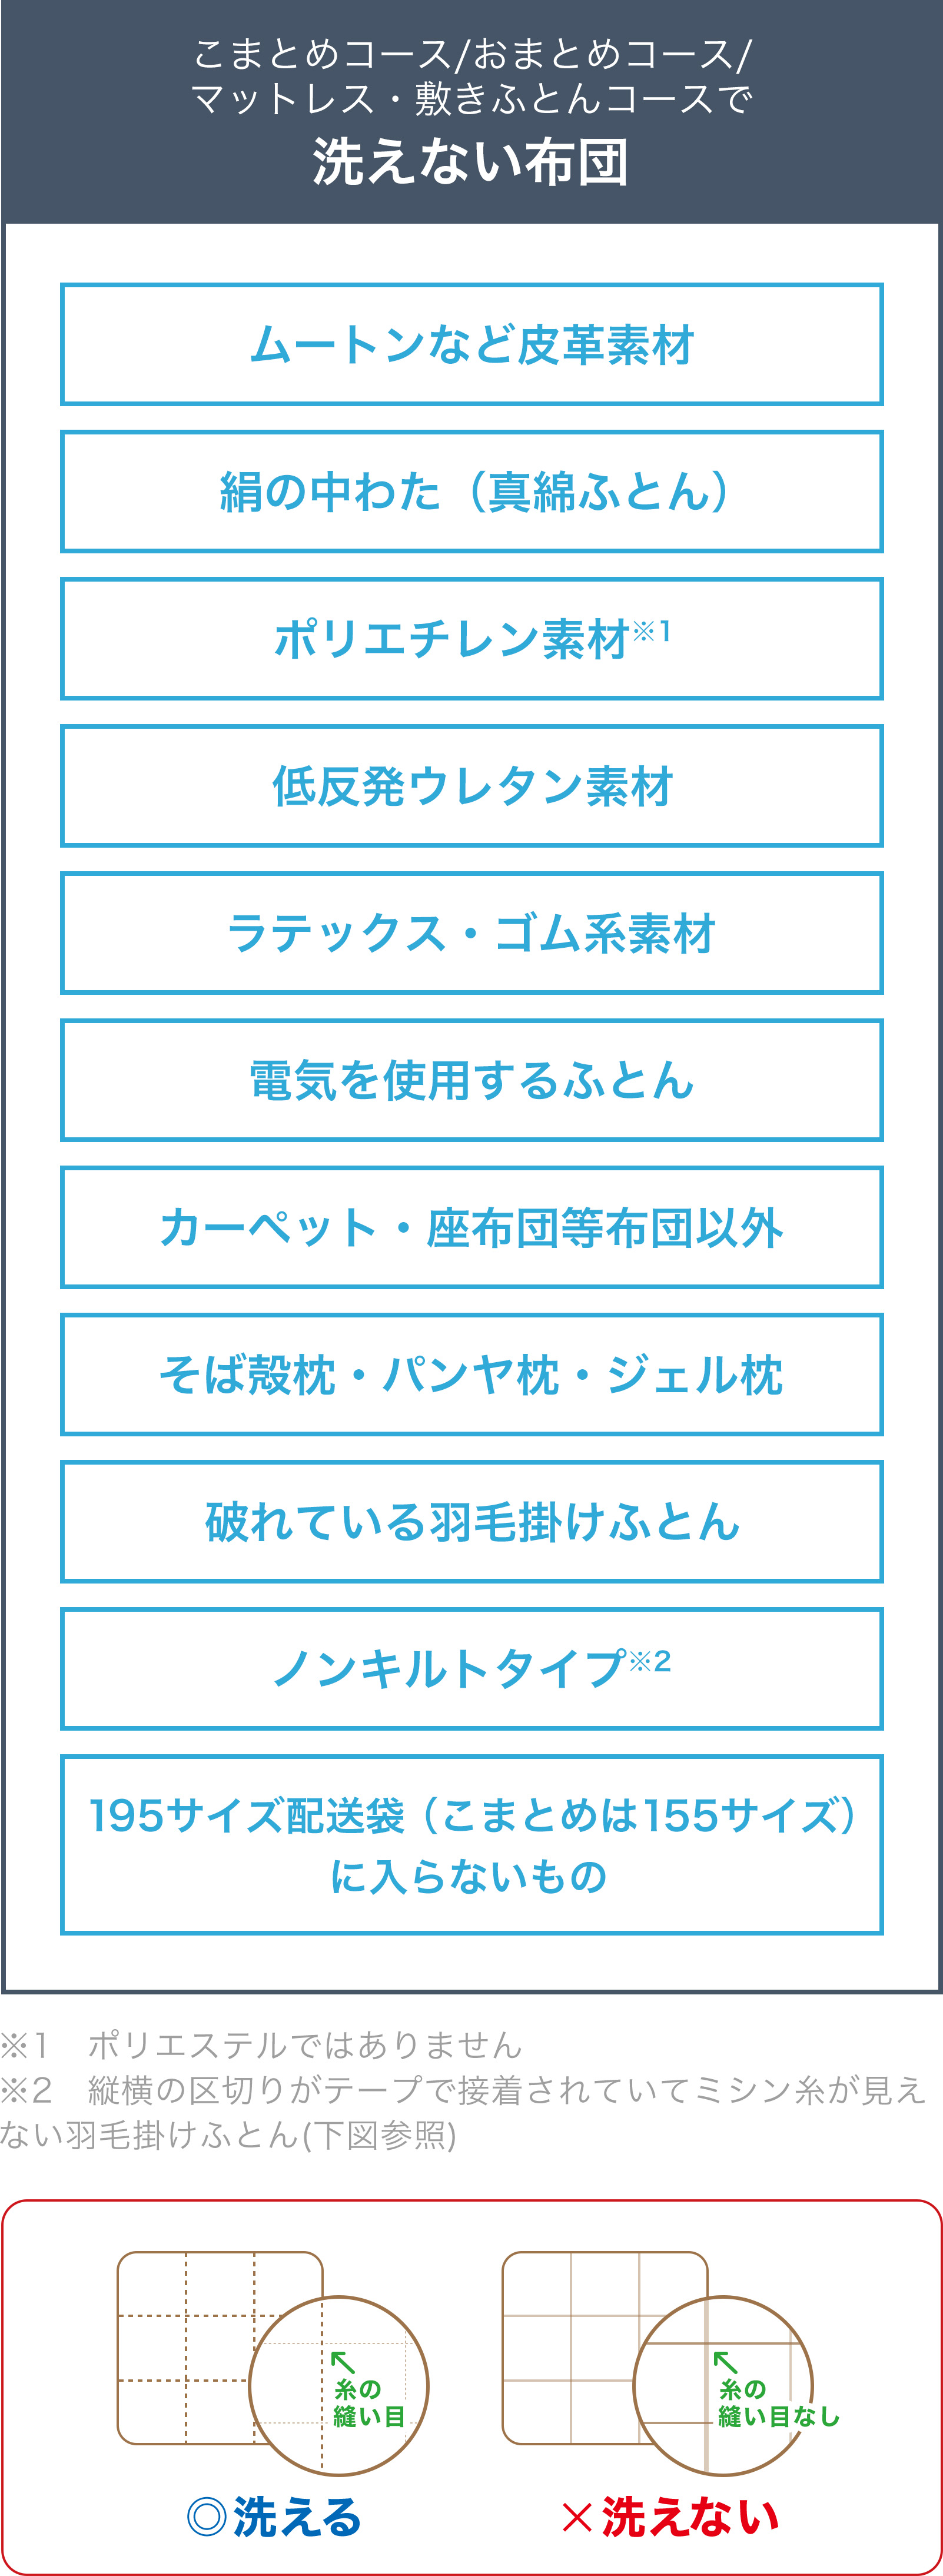 こまとめコース/おまとめコース/
マットレス・敷きふとんコースで
洗えない布団
ムートンなど皮革素材
絹の中わた（真綿ふとん）
ポリエチレン素材※1
低反発ウレタン素材
ラテックス・ゴム系素材
電気を使用するふとん
カーペット・座布団等布団以外
そば殻枕・パンヤ枕・ジェル枕
破れている羽毛掛けふとん
ノンキルトタイプ※2
195サイズ配送袋（こまとめは155サイズ）
に入らないもの
※1　ポリエステルではありません
※2　縦横の区切りがテープで接着されていてミシン糸が見え
ない羽毛掛けふとん(下図参照)
糸の
縫い目
◎洗える
糸の
縫い目なし
×洗えない